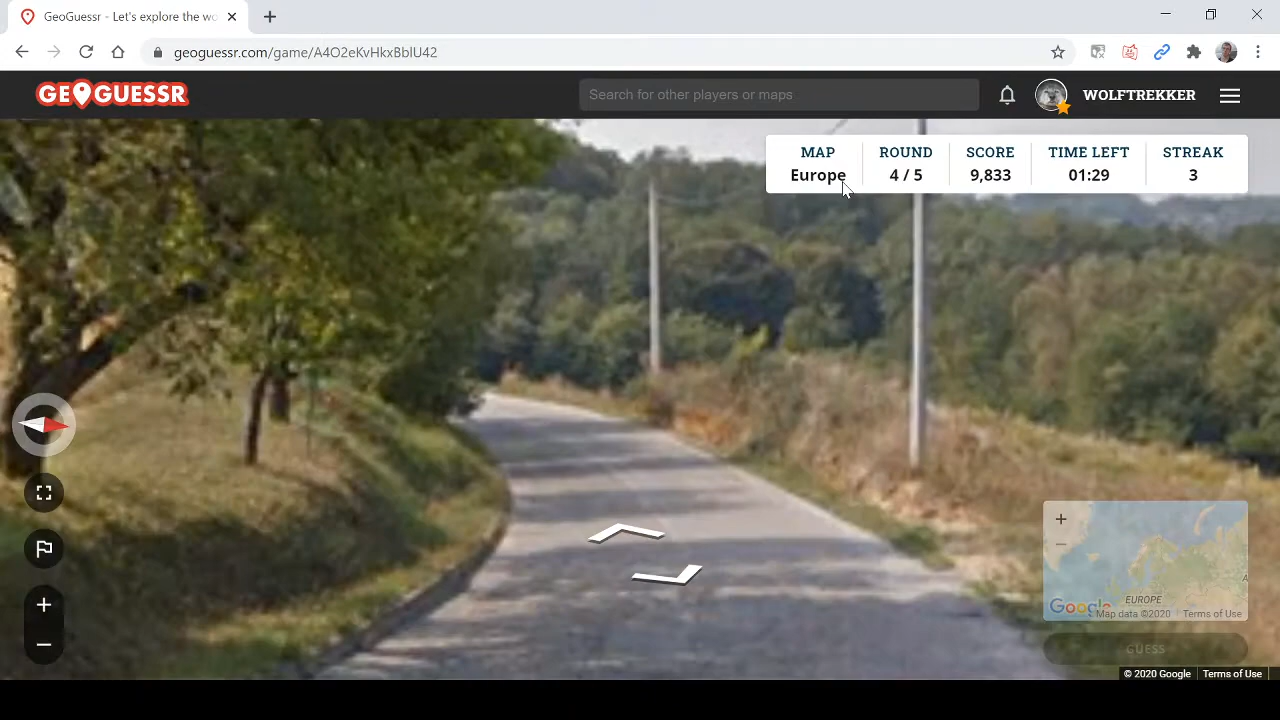 GeoGuessr - Let's explore the wo
geoguessr.com/game/A4O2eKvHkxBblU42
GEOGUESSR
Search for other players or maps
WOLFTREKKER
MAP ROUND SCORE TIME LEFT STREAK
Europe 4 / 5 9,833 01:29 3
EUROPE
A
Google Map data ©2020 Terms of Use
GUESS
© 2020 Google Terms of Use